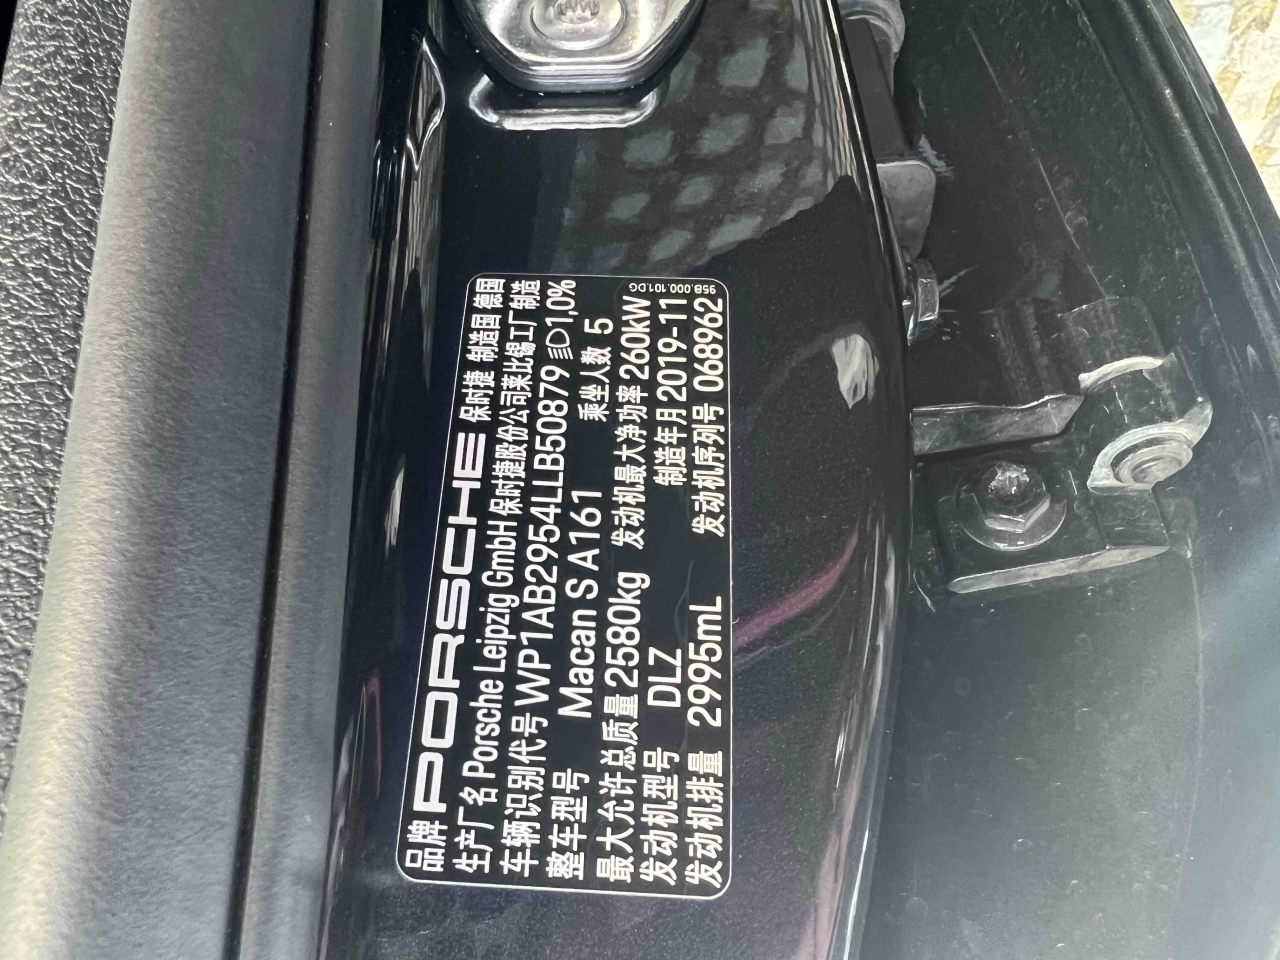 品牌 PORSCHE 保时捷 制造国 德国
生产厂名 Porsche Leipzig GmbH 保时捷股份公司莱比锡工厂制造
车辆识别代号 WP1AB2954LLB50879 1,0%
整车型号 Macan S A161 乘坐人数 5
最大允许总质量 2580kg 发动机最大净功率 260kW
发动机型号 DLZ 制造年月 2019-11
发动机排量 2995mL 发动机序列号 068962
95B.000.101.DG